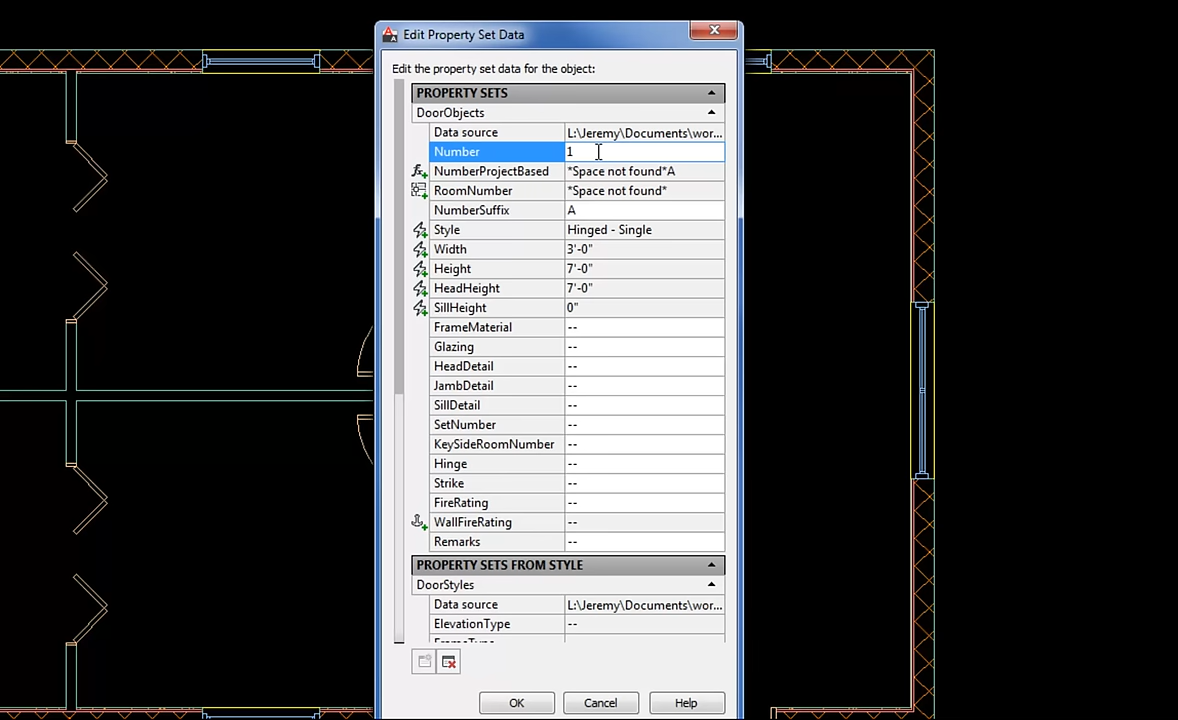 Edit Property Set Data
Edit the property set data for the object:
PROPERTY SETS
DoorObjects
Data source L:\Jeremy\Documents\wor...
Number 1
NumberProjectBased *Space not found*A
RoomNumber *Space not found*
NumberSuffix A
Style Hinged - Single
Width 3'-0"
Height 7'-0"
HeadHeight 7'-0"
SillHeight 0"
FrameMaterial --
Glazing --
HeadDetail --
JambDetail --
SillDetail --
SetNumber --
KeySideRoomNumber --
Hinge --
Strike --
FireRating --
WallFireRating --
Remarks --
PROPERTY SETS FROM STYLE
DoorStyles
Data source L:\Jeremy\Documents\wor...
ElevationType --
OK Cancel Help